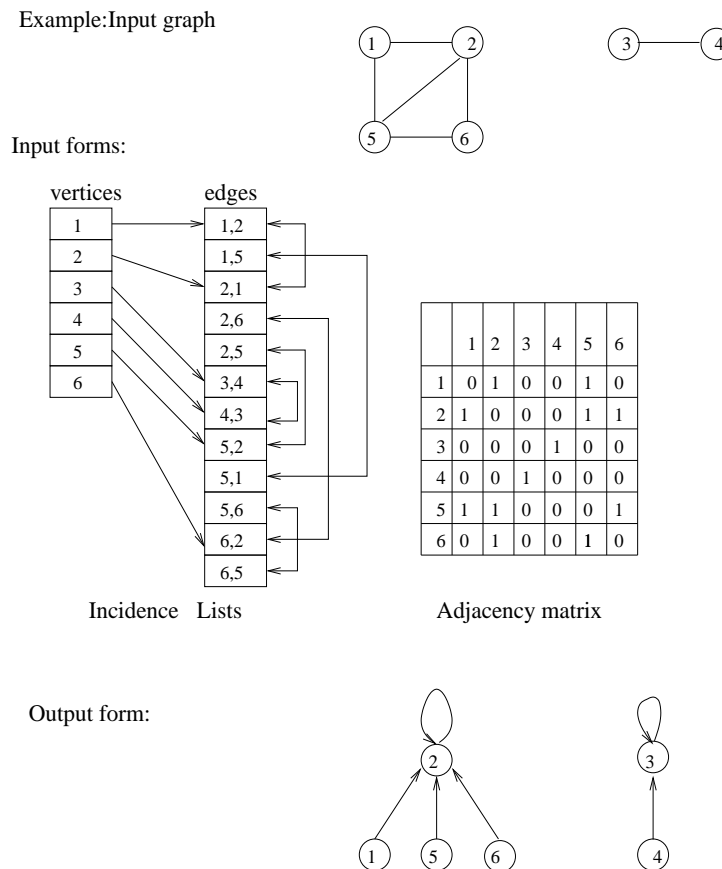 Example:Input graph
1 2 3 4
5 6
Input forms:
vertices edges
1 1,2
2 1,5
3 2,1
4 2,6
5 2,5
6 3,4
4,3
5,2
5,1
5,6
6,2
6,5
1 2 3 4 5 6
1 0 1 0 0 1 0
2 1 0 0 0 1 1
3 0 0 0 1 0 0
4 0 0 1 0 0 0
5 1 1 0 0 0 1
6 0 1 0 0 1 0
Incidence Lists
Adjacency matrix
Output form:
2 3
1 5 6 4